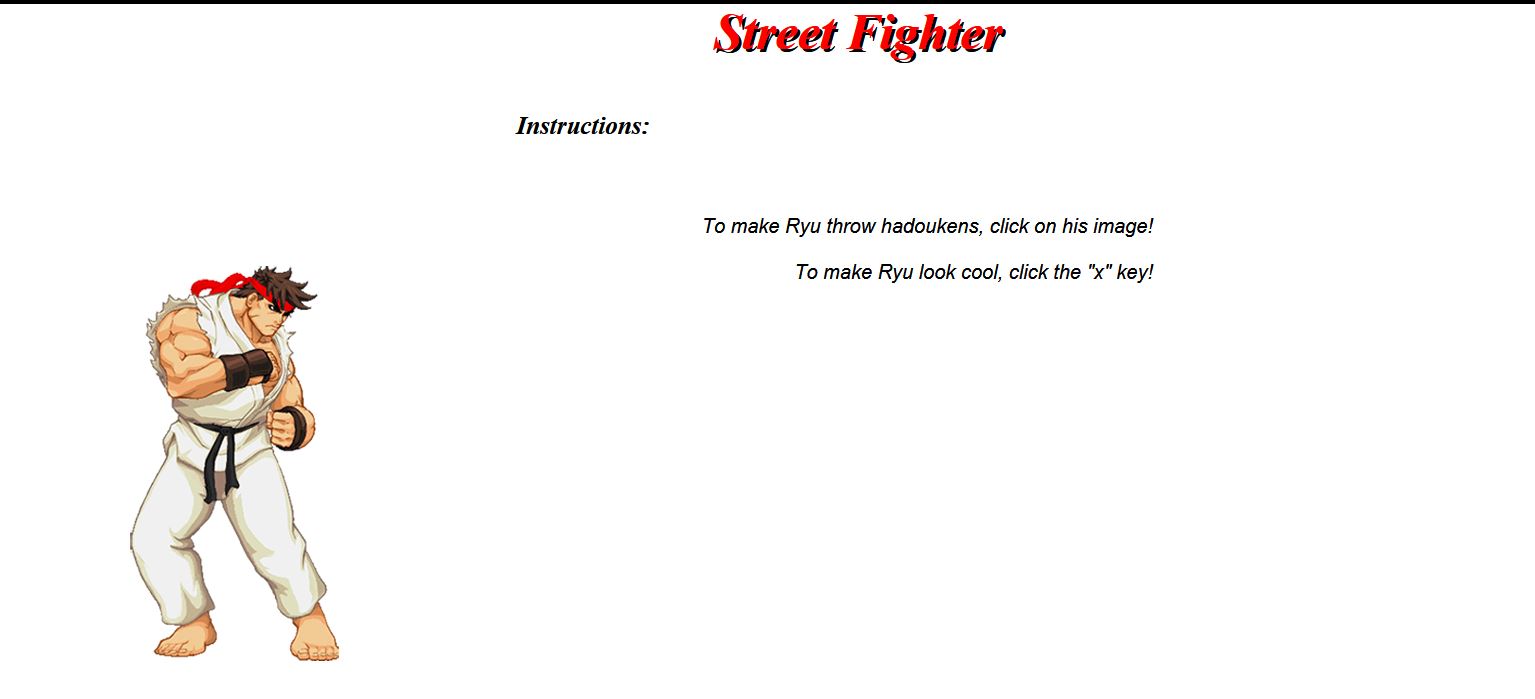 Street Fighter
Instructions:
To make Ryu throw hadoukens, click on his image!
To make Ryu look cool, click the "x" key!